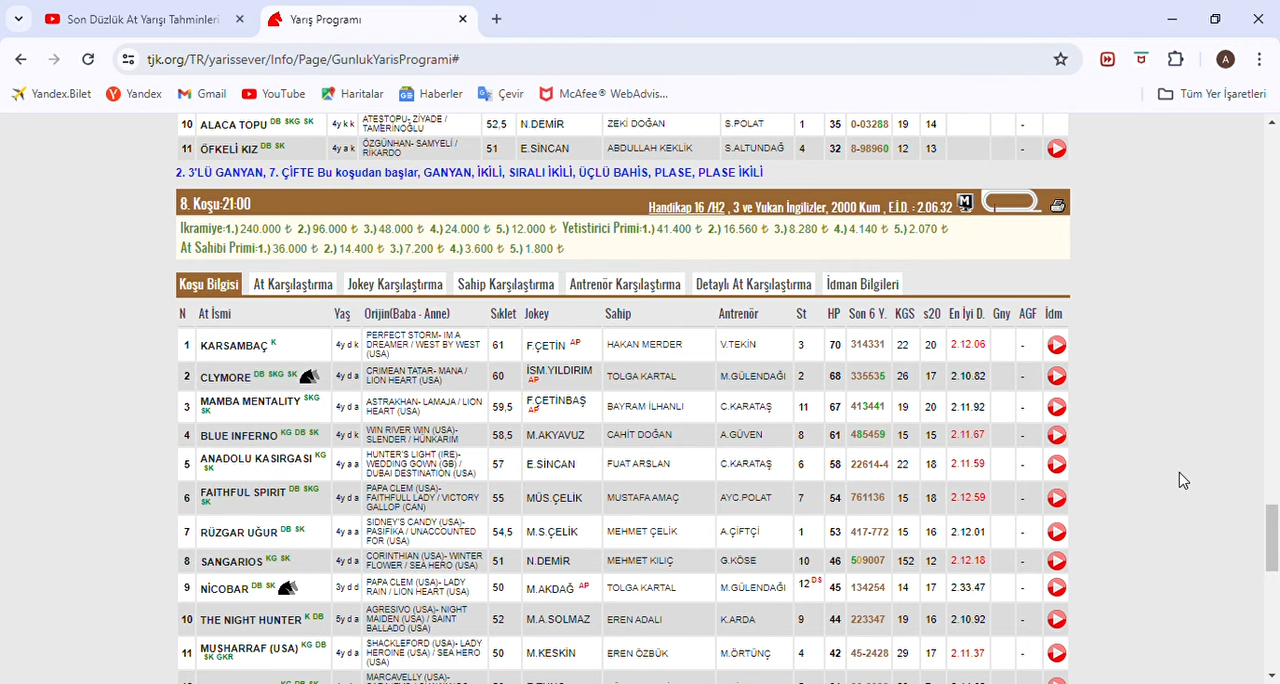 Son Düzlük At Yarışı Tahminleri
Yarış Programı
tjk.org/TR/yarissever/Info/Page/GunlukYarisProgrami#
A
Yandex.Bilet Yandex Gmail YouTube Haritalar Haberler Çevir McAfee® WebAdvis... Tüm Yer İşaretleri
10 ALACA TOPU DB SKG SK 4y k k ATEŞTOPU- ZİYADE / TAMERİNOĞLU 52,5 N.DEMİR ZEKİ DOĞAN S.POLAT 1 35 0-03288 19 14 -
11 ÖFKELİ KIZ DB SK 4y a k ÖZGÜNHAN- SAMYELİ / RİKARDO 51 E.SİNCAN ABDULLAH KEKLİK S.ALTUNDAĞ 4 32 8-98960 12 13 -
2. 3'LÜ GANYAN, 7. ÇİFTE Bu koşudan başlar, GANYAN, İKİLİ, SIRALI İKİLİ, ÜÇLÜ BAHİS, PLASE, PLASE İKİLİ
8. Koşu:21:00 Handikap 16 /H2 , 3 ve Yukarı İngilizler, 2000 Kum , E.İ.D. : 2.06.32 M
İkramiye:1.) 240.000 ₺ 2.) 96.000 ₺ 3.) 48.000 ₺ 4.) 24.000 ₺ 5.) 12.000 ₺ Yetistirici Primi:1.) 41.400 ₺ 2.) 16.560 ₺ 3.) 8.280 ₺ 4.) 4.140 ₺ 5.) 2.070 ₺
At Sahibi Primi:1.) 36.000 ₺ 2.) 14.400 ₺ 3.) 7.200 ₺ 4.) 3.600 ₺ 5.) 1.800 ₺
Koşu Bilgisi At Karşılaştırma Jokey Karşılaştırma Sahip Karşılaştırma Antrenör Karşılaştırma Detaylı At Karşılaştırma İdman Bilgileri
N At İsmi Yaş Orijin(Baba - Anne) Sıklet Jokey Sahip Antrenör St HP Son 6 Y. KGS s20 En İyi D. Gny AGF İdm
1 KARSAMBAÇ K 4y d k PERFECT STORM- IM A DREAMER / WEST BY WEST (USA) 61 F.ÇETİN AP HAKAN MERDER V.TEKİN 3 70 314331 22 20 2.12.06 -
2 CLYMORE DB SKG SK 4y d a CRIMEAN TATAR- MANA / LION HEART (USA) 60 İSM.YILDIRIM AP TOLGA KARTAL M.GÜLENDAĞI 2 68 335535 26 17 2.10.82 -
3 MAMBA MENTALITY SKG SK 4y d a ASTRAKHAN- LAMAJA / LION HEART (USA) 59,5 F.ÇETİNBAŞ AP BAYRAM İLHANLI C.KARATAŞ 11 67 413441 19 20 2.11.92 -
4 BLUE INFERNO KG DB SK 4y d k WIN RIVER WIN (USA)- SLENDER / HÜNKARIM 58,5 M.AKYAVUZ CAHİT DOĞAN A.GÜVEN 8 61 485459 15 15 2.11.67 -
5 ANADOLU KASIRGASI KG SK 4y a a HUNTER'S LIGHT (IRE)- WEDDING GOWN (GB) / DUBAI DESTINATION (USA) 57 E.SİNCAN FUAT ARSLAN C.KARATAŞ 6 58 22614-4 22 18 2.11.59 -
6 FAITHFUL SPIRIT DB SKG SK 4y d a PAPA CLEM (USA)- FAITHFULL LADY / VICTORY GALLOP (CAN) 55 MÜS.ÇELİK MUSTAFA AMAÇ AYC.POLAT 7 54 761136 15 18 2.12.59 -
7 RÜZGAR UĞUR DB SK 4y a a SIDNEY'S CANDY (USA)- PASIFIKA / UNACCOUNTED FOR (USA) 54,5 M.S.ÇELİK MEHMET ÇELİK A.ÇİFTÇİ 1 53 417-772 15 16 2.12.01 -
8 SANGARIOS KG SK 4y d a CORINTHIAN (USA)- WINTER FLOWER / SEA HERO (USA) 51 N.DEMİR MEHMET KILIÇ G.KÖSE 10 46 509007 152 12 2.12.18 -
9 NİCOBAR DB SK 3y d d PAPA CLEM (USA)- LADY RAIN / LION HEART (USA) 50 M.AKDAĞ AP TOLGA KARTAL M.GÜLENDAĞI 12 DS 45 134254 14 17 2.33.47 -
10 THE NIGHT HUNTER K DB 5y d a AGRESIVO (USA)- NIGHT MAIDEN (USA) / SAINT BALLADO (USA) 52 M.A.SOLMAZ EREN ADALI K.ARDA 9 44 223347 19 16 2.10.92 -
11 MUSHARRAF (USA) KG DB SK GKR 4y d a SHACKLEFORD (USA)- LADY HEROINE (USA) / SEA HERO (USA) 50 M.KESKİN EREN ÖZBÜK M.ÖRTÜNÇ 4 42 45-2428 29 17 2.11.37 -